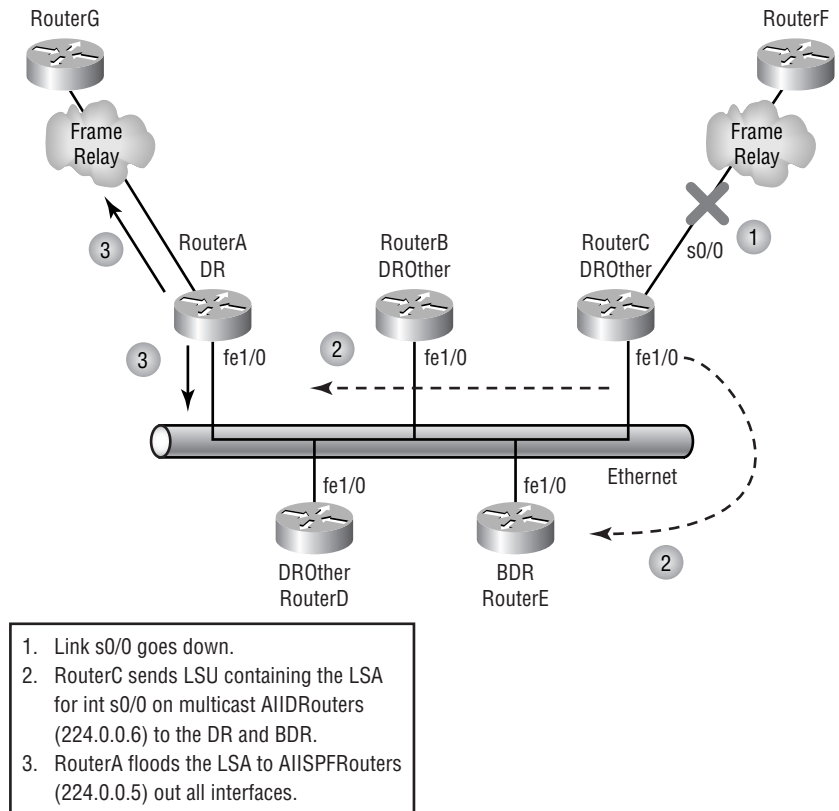 RouterG
RouterF
Frame
Relay
Frame
Relay
3
RouterA
DR
RouterB
DROther
RouterC
DROther
s0/0
1
3
fe1/0
2
fe1/0
fe1/0
Ethernet
fe1/0
fe1/0
2
DROther
RouterD
BDR
RouterE
1. Link s0/0 goes down.
2. RouterC sends LSU containing the LSA
for int s0/0 on multicast AllDRouters
(224.0.0.6) to the DR and BDR.
3. RouterA floods the LSA to AllSPFRouters
(224.0.0.5) out all interfaces.